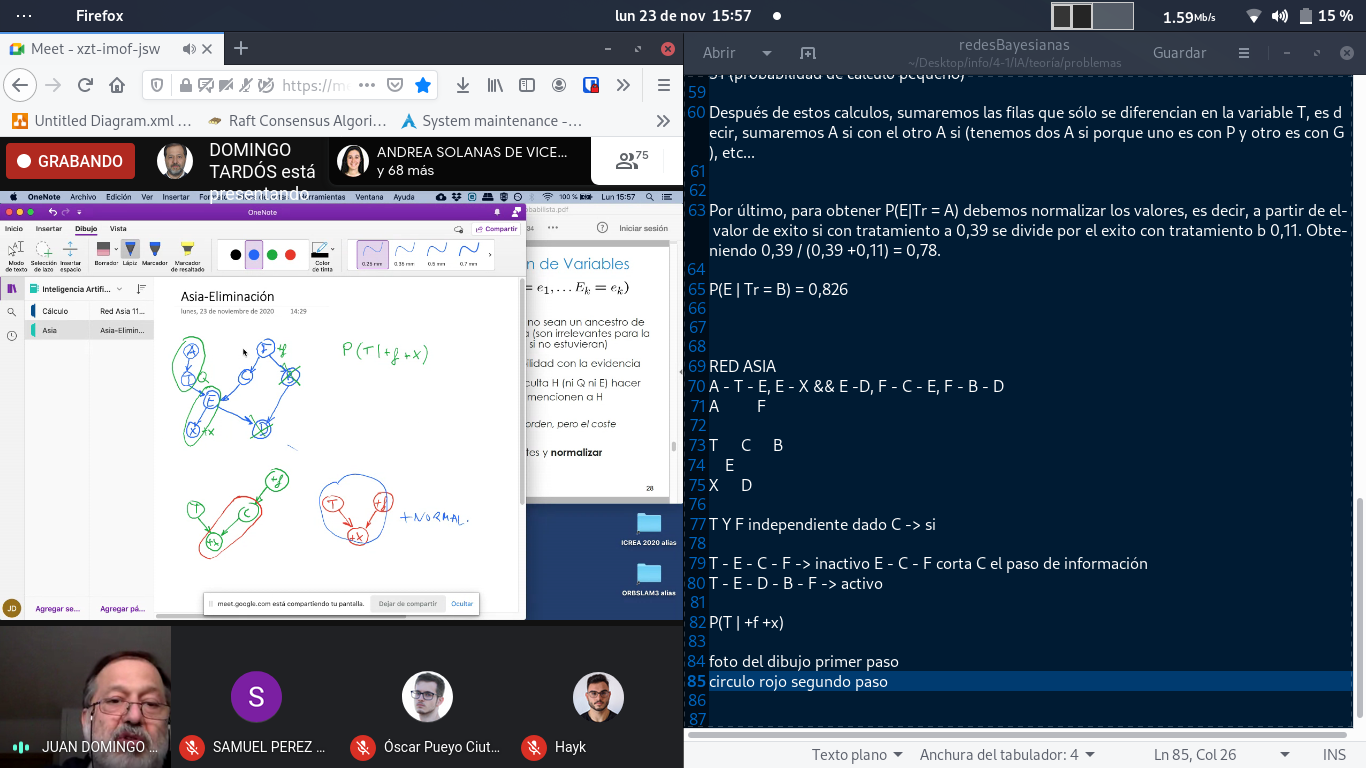 Firefox
lun 23 de nov 15:57
1.59Mb/s
15 %
Meet - xzt-imof-jsw
https://m
Untitled Diagram.xml ...
Raft Consensus Algori...
System maintenance -...
GRABANDO
DOMINGO
TARDÓS está
presentando
ANDREA SOLANAS DE VICE...
y 68 más
75
OneNote Archivo Edición Ver Insertar
rramientas Ventana Ayuda
100 %
Lun 15:57
OneNote
babilista.pdf
Inicio Insertar Dibujo Vista
Compartir
Iniciar sesión
Modo de texto
Selección de lazo
Insertar espacio
Borrador
Lápiz
Marcador
Marcador de resaltado
Color de tinta
0.25 mm
0.35 mm
0.5 mm
0.7 mm
Inteligencia Artifi...
Cálculo
Red Asia 11...
Asia
Asia-Elimin...
Asia-Eliminación
lunes, 23 de noviembre de 2020 14:29
A
F +f
P(T|+f +x)
T Q
C
E
X +x
+f
T
C
+x
T
+f
+x
+ NORMAL.
n de Variables
= e1, ... Ek = ek)
no sean un ancestro de
a (son irrelevantes para la
si no estuvieran)
ilidad con la evidencia
culta H (ni Q ni E) hacer
mencionen a H
orden, pero el coste
tes y normalizar
28
ICREA 2020 alias
ORBSLAM3 alias
JD
Agregar se...
Agregar pá...
meet.google.com está compartiendo tu pantalla.
Dejar de compartir
Ocultar
JUAN DOMINGO ...
S
SAMUEL PEREZ ...
Óscar Pueyo Ciut...
Hayk
Abrir
redesBayesianas
~/Desktop/info/4-1/IA/teoría/problemas
Guardar
59
60 Después de estos calculos, sumaremos las filas que sólo se diferencian en la variable T, es d
ecir, sumaremos A si con el otro A si (tenemos dos A si porque uno es con P y otro es con G
), etc...
61
62
63 Por último, para obtener P(E|Tr = A) debemos normalizar los valores, es decir, a partir de el
valor de exito si con tratamiento a 0,39 se divide por el exito con tratamiento b 0,11. Obte
niendo 0,39 / (0,39 +0,11) = 0,78.
64
65 P(E | Tr = B) = 0,826
66
67
68
69 RED ASIA
70 A - T - E, E - X && E -D, F - C - E, F - B - D
71 A F
72
73 T C B
74 E
75 X D
76
77 T Y F independiente dado C -> si
78
79 T - E - C - F -> inactivo E - C - F corta C el paso de información
80 T - E - D - B - F -> activo
81
82 P(T | +f +x)
83
84 foto del dibujo primer paso
85 circulo rojo segundo paso
86
87
Texto plano
Anchura del tabulador: 4
Ln 85, Col 26
INS